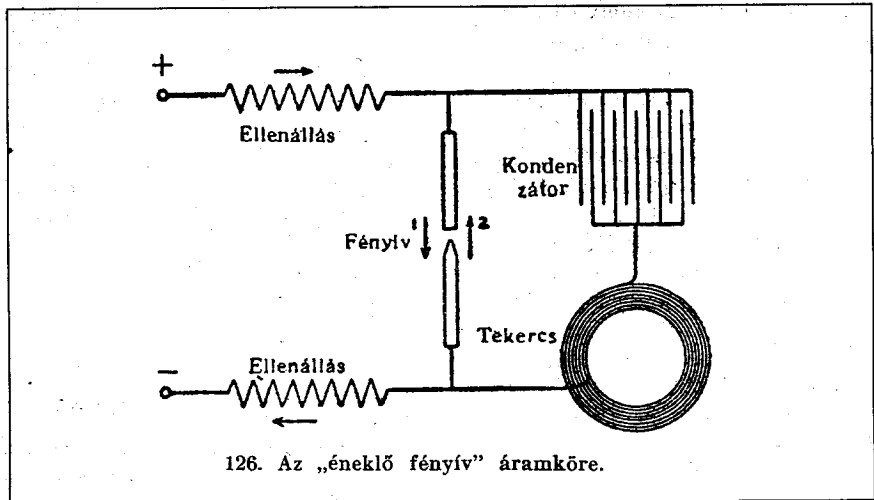 +
Ellenállás
Konden
zátor
1 2
Fényív
Tekercs
−
Ellenállás
126. Az „éneklő fényív” áramköre.